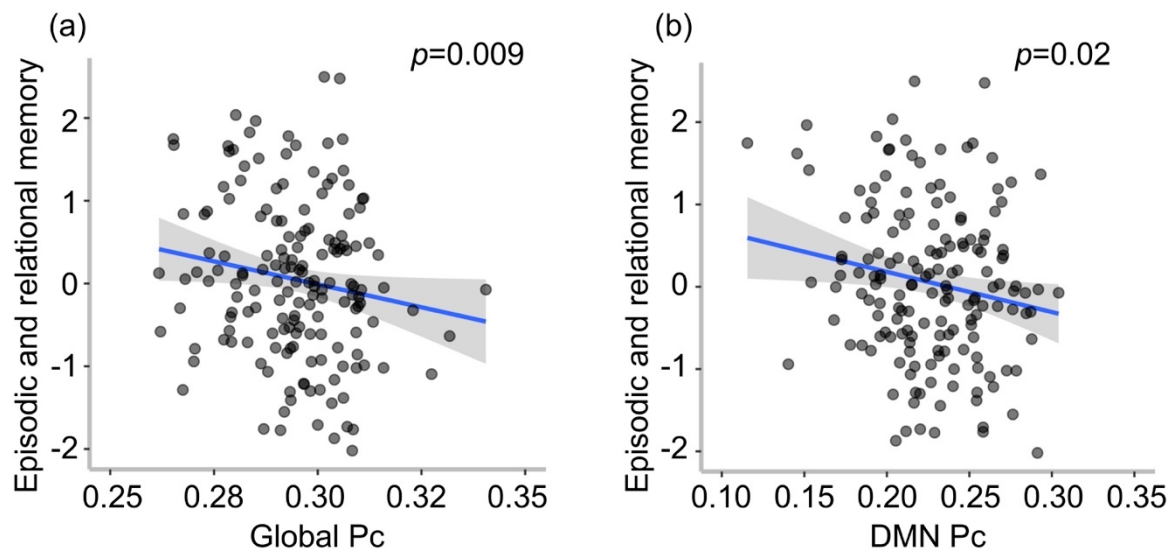 (a)
p=0.009
Episodic and relational memory
2
1
0
-1
-2
0.25 0.28 0.30 0.32 0.35
Global Pc
(b)
p=0.02
Episodic and relational memory
2
1
0
-1
-2
0.10 0.15 0.20 0.25 0.30 0.35
DMN Pc